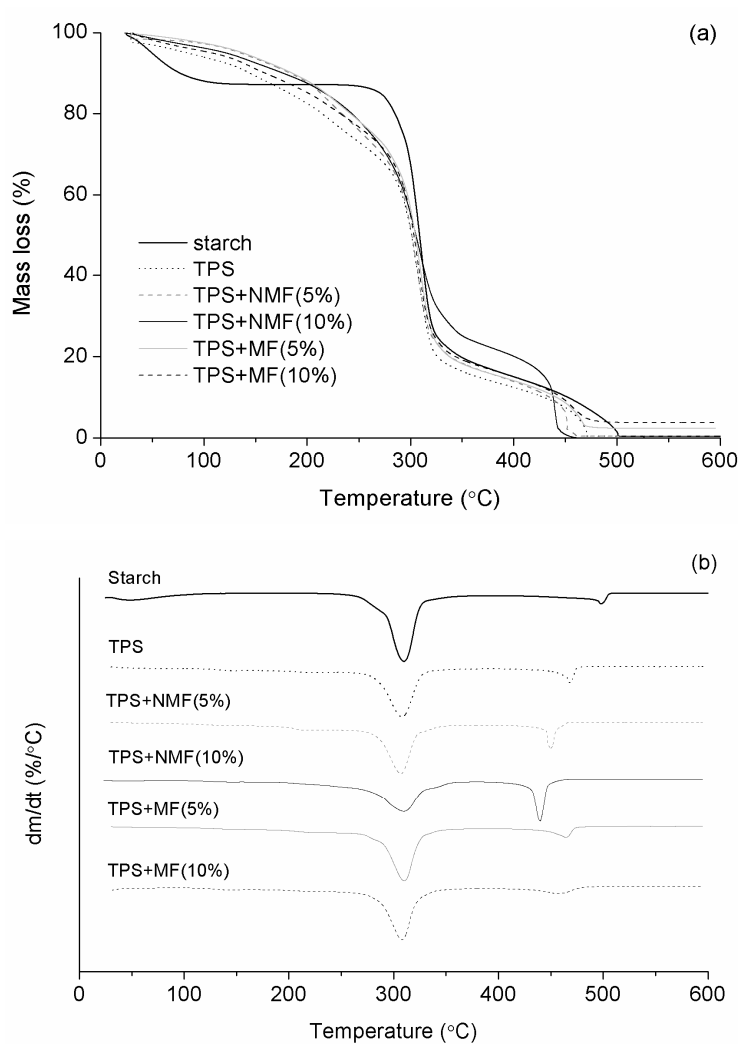 (a)
100
80
60
40
20
0
Mass loss (%)
starch
TPS
TPS+NMF(5%)
TPS+NMF(10%)
TPS+MF(5%)
TPS+MF(10%)
0 100 200 300 400 500 600
Temperature (°C)
(b)
Starch
TPS
TPS+NMF(5%)
TPS+NMF(10%)
TPS+MF(5%)
TPS+MF(10%)
dm/dt (%/°C)
0 100 200 300 400 500 600
Temperature (°C)